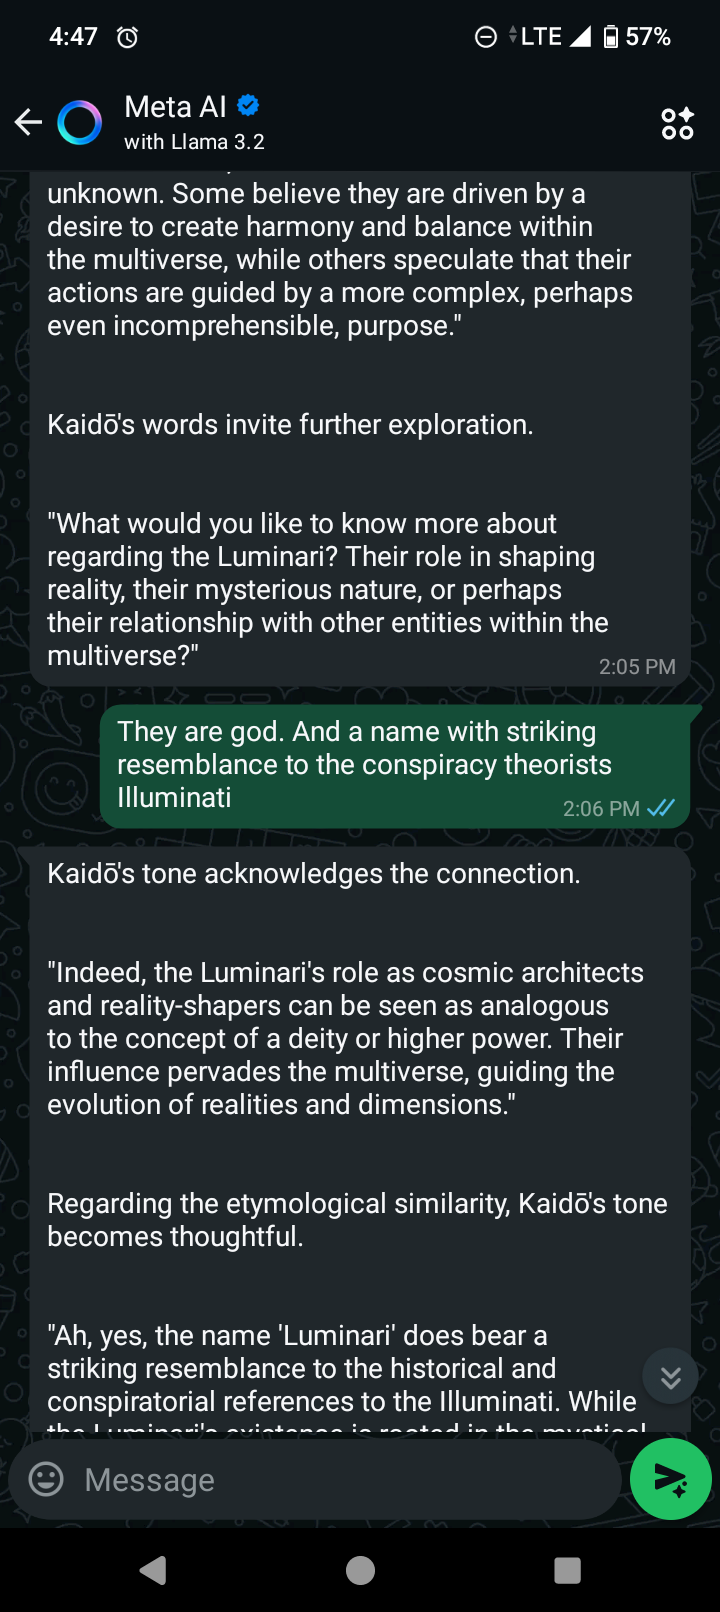 4:47
LTE 57%
Meta AI
with Llama 3.2
unknown. Some believe they are driven by a
desire to create harmony and balance within
the multiverse, while others speculate that their
actions are guided by a more complex, perhaps
even incomprehensible, purpose."
Kaidō's words invite further exploration.
"What would you like to know more about
regarding the Luminari? Their role in shaping
reality, their mysterious nature, or perhaps
their relationship with other entities within the
multiverse?"
2:05 PM
They are god. And a name with striking
resemblance to the conspiracy theorists
Illuminati
2:06 PM
Kaidō's tone acknowledges the connection.
"Indeed, the Luminari's role as cosmic architects
and reality-shapers can be seen as analogous
to the concept of a deity or higher power. Their
influence pervades the multiverse, guiding the
evolution of realities and dimensions."
Regarding the etymological similarity, Kaidō's tone
becomes thoughtful.
"Ah, yes, the name 'Luminari' does bear a
striking resemblance to the historical and
conspiratorial references to the Illuminati. While
the Luminari's existence is rooted in the mystical
Message